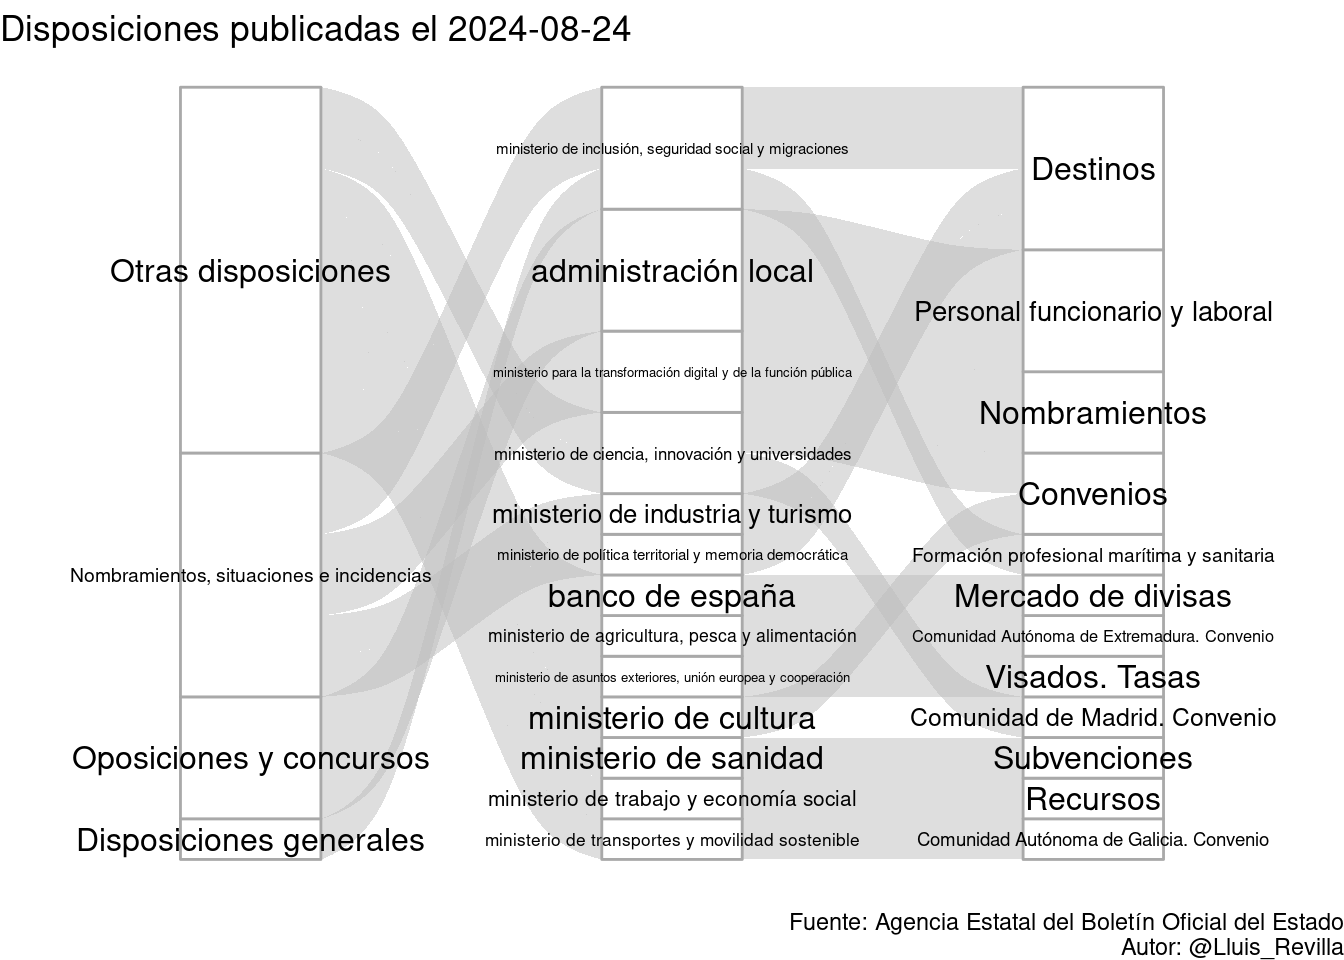 Disposiciones publicadas el 2024-08-24
Otras disposiciones
Nombramientos, situaciones e incidencias
Oposiciones y concursos
Disposiciones generales
ministerio de inclusión, seguridad social y migraciones
administración local
ministerio para la transformación digital y de la función pública
ministerio de ciencia, innovación y universidades
ministerio de industria y turismo
ministerio de política territorial y memoria democrática
banco de españa
ministerio de agricultura, pesca y alimentación
ministerio de asuntos exteriores, unión europea y cooperación
ministerio de cultura
ministerio de sanidad
ministerio de trabajo y economía social
ministerio de transportes y movilidad sostenible
Destinos
Personal funcionario y laboral
Nombramientos
Convenios
Formación profesional marítima y sanitaria
Mercado de divisas
Comunidad Autónoma de Extremadura. Convenio
Visados. Tasas
Comunidad de Madrid. Convenio
Subvenciones
Recursos
Comunidad Autónoma de Galicia. Convenio
Fuente: Agencia Estatal del Boletín Oficial del Estado
Autor: @Lluis_Revilla